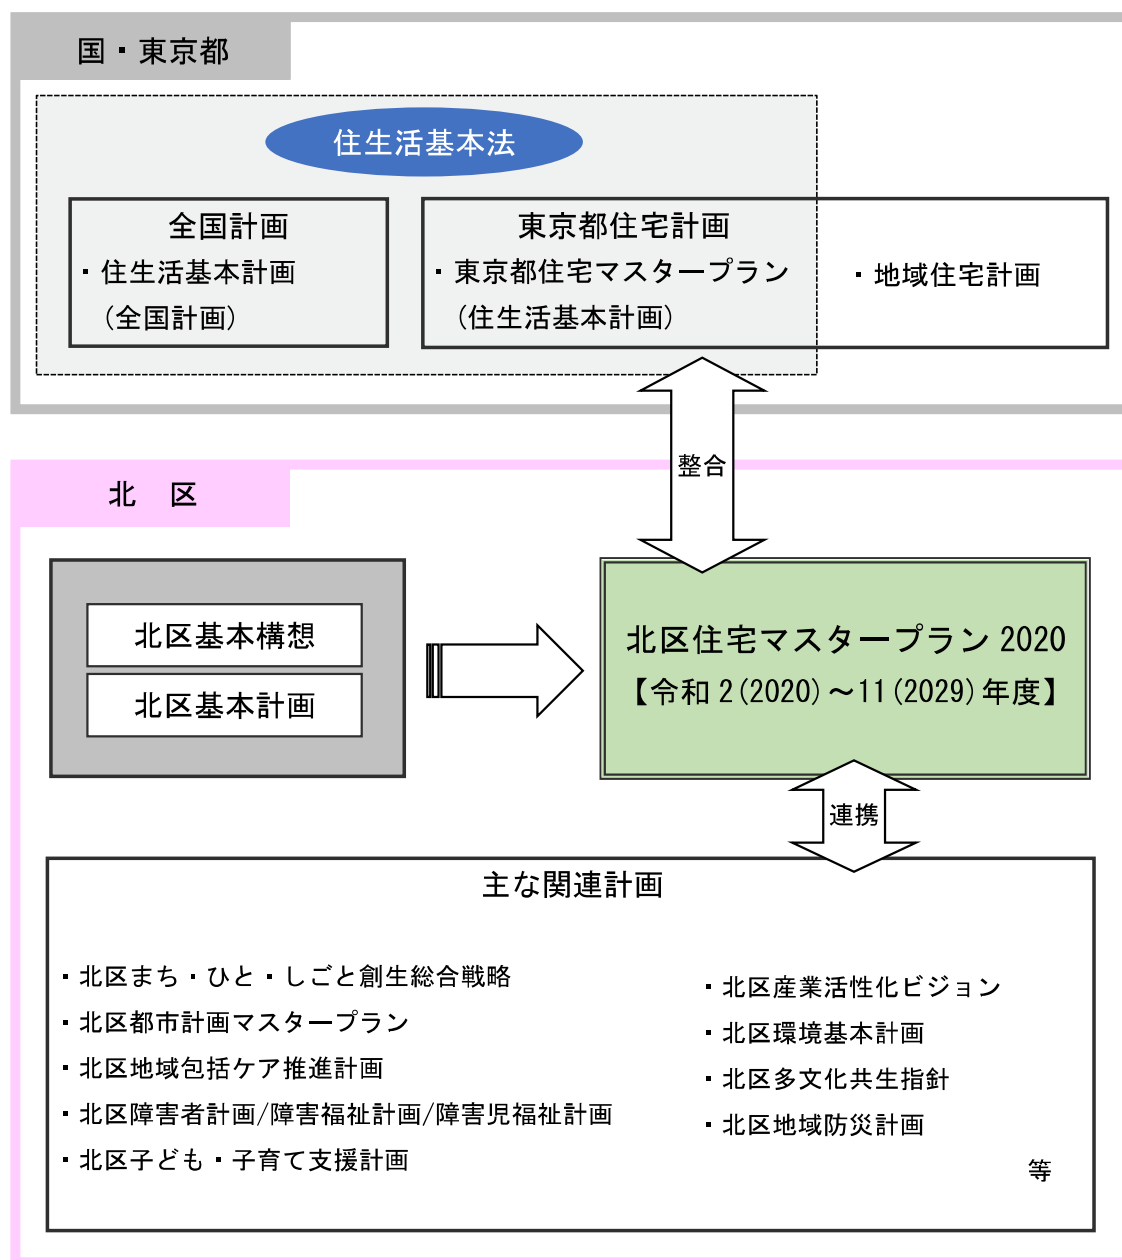 国・東京都
住生活基本法
全国計画
・住生活基本計画
(全国計画)
東京都住宅計画
・東京都住宅マスタープラン
(住生活基本計画)
・地域住宅計画
整合
北　区
北区基本構想
北区基本計画
北区住宅マスタープラン 2020
【令和 2(2020)～11(2029)年度】
連携
主な関連計画
・北区まち・ひと・しごと創生総合戦略
・北区都市計画マスタープラン
・北区地域包括ケア推進計画
・北区障害者計画/障害福祉計画/障害児福祉計画
・北区子ども・子育て支援計画
・北区産業活性化ビジョン
・北区環境基本計画
・北区多文化共生指針
・北区地域防災計画
等